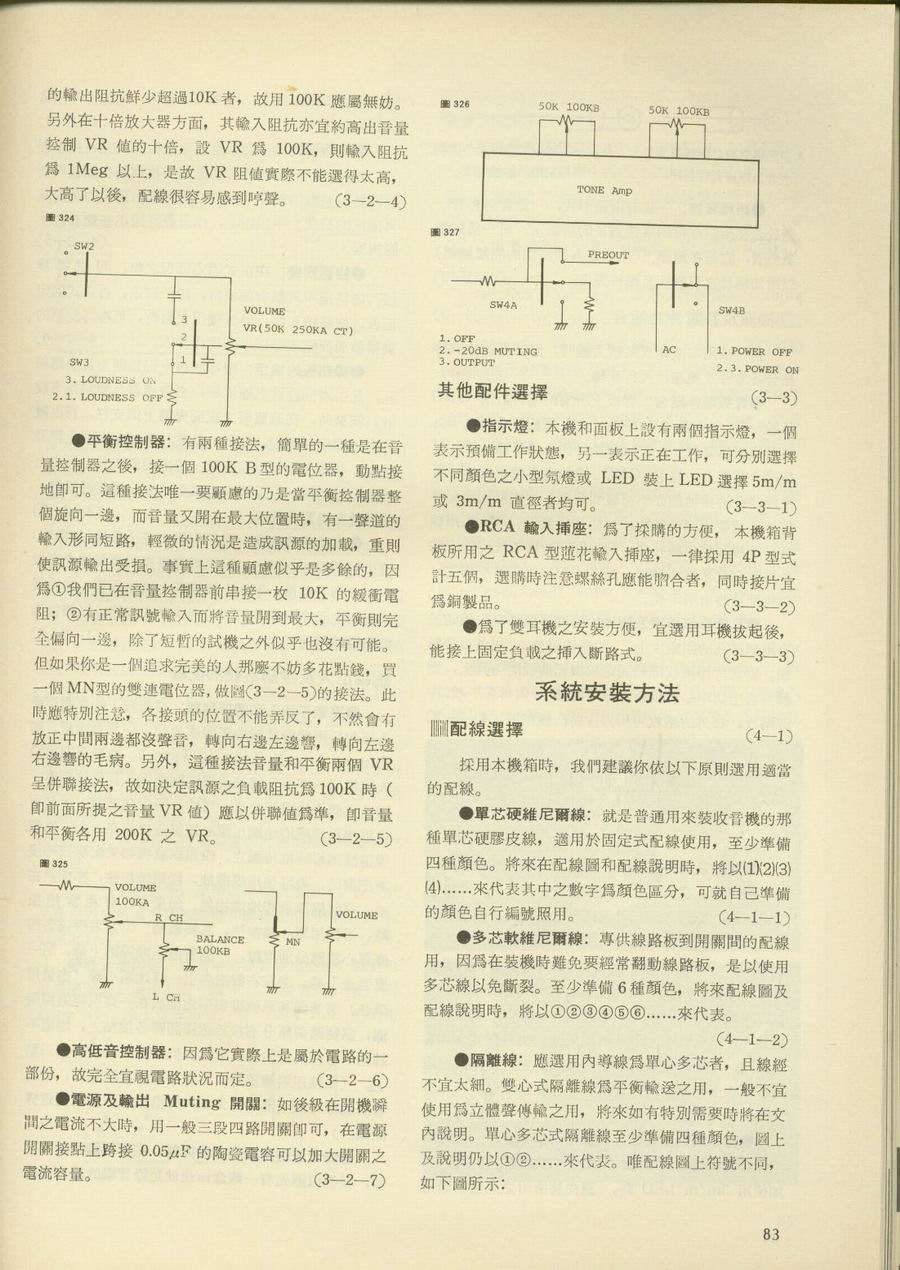 的輸出阻抗鮮少超過10K者，故用100K應屬無妨。
另外在十倍放大器方面，其輸入阻抗亦宜約高出音量
控制 VR 値的十倍，設 VR 爲 100K，則輸入阻抗
爲 1Meg 以上，是故 VR 阻値實際不能選得太高，
大高了以後，配線很容易感到哼聲。 (3—2—4)
圖324
SW2
3
2
1
VOLUME
VR(50K 250KA CT)
SW3
3. LOUDNESS ON
2.1. LOUDNESS OFF
●平衡控制器：有兩種接法，簡單的一種是在音
量控制器之後，接一個 100K B 型的電位器，動點接
地卽可。這種接法唯一要顧慮的乃是當平衡控制器整
個旋向一邊，而音量又開在最大位置時，有一聲道的
輸入形同短路，輕微的情況是造成訊源的加載，重則
使訊源輸出受損。事實上這種顧慮似乎是多餘的，因
爲①我們已在音量控制器前串接一枚 10K 的緩衝電
阻；②有正常訊號輸入而將音量開到最大，平衡則完
全偏向一邊，除了短暫的試機之外似乎也沒有可能。
但如果你是一個追求完美的人那麽不妨多花點錢，買
一個MN型的雙連電位器,做圖(3—2—5)的接法。此
時應特別注意，各接頭的位置不能弄反了，不然會有
放正中間兩邊都沒聲音，轉向右邊左邊響，轉向左邊
右邊響的毛病。另外，這種接法音量和平衡兩個 VR
呈併聯接法，故如決定訊源之負載阻抗爲100K時（
卽前面所提之音量VR値）應以併聯値爲準，卽音量
和平衡各用 200K 之 VR。 (3—2—5)
圖325
VOLUME
100KA
R CH
BALANCE
100KB
L CH
MN
VOLUME
●高低音控制器：因爲它實際上是屬於電路的一
部份，故完全宜視電路狀況而定。 (3—2—6)
●電源及輸出 Muting 開關：如後級在開機瞬
間之電流不大時，用一般三段四路開關卽可，在電源
開關接點上跨接 0.05μF 的陶瓷電容可以加大開關之
電流容量。 (3—2—7)
圖326
50K 100KB
50K 100KB
TONE Amp
圖327
PREOUT
SW4A
SW4B
1. OFF
2. -20dB MUTING
3. OUTPUT
AC
1. POWER OFF
2.3. POWER ON
其他配件選擇 (3—3)
●指示燈：本機和面板上設有兩個指示燈，一個
表示預備工作狀態，另一表示正在工作，可分別選擇
不同顏色之小型氖燈或 LED 裝上LED選擇5m/m
或 3m/m 直徑者均可。 (3—3—1)
●RCA 輸入揷座：爲了採購的方便， 本機箱背
板所用之 RCA 型蓮花輸入揷座，一律採用 4P 型式
計五個，選購時注意螺絲孔應能脗合者，同時接片宜
爲銅製品。 (3—3—2)
●爲了雙耳機之安裝方便，宜選用耳機拔起後，
能接上固定負載之揷入斷路式。 (3—3—3)
系統安裝方法
配線選擇 (4—1)
採用本機箱時，我們建議你依以下原則選用適當
的配線。
●單芯硬維尼爾線：就是普通用來裝收音機的那
種單芯硬膠皮線，適用於固定式配線使用，至少準備
四種顏色。將來在配線圖和配線說明時，將以⑴⑵⑶
⑷……來代表其中之數字爲顏色區分，可就自己準備
的顏色自行編號照用。 (4—1—1)
●多芯軟維尼爾線：專供線路板到開關間的配線
用，因爲在裝機時難免要經常翻動線路板，是以使用
多芯線以免斷裂。至少準備6種顏色，將來配線圖及
配線說明時，將以①②③④⑤⑥……來代表。
(4—1—2)
●隔離線：應選用內導線爲單心多芯者，且線經
不宜太細。雙心式隔離線爲平衡輸送之用，一般不宜
使用爲立體聲傳輸之用，將來如有特別需要時將在文
內說明。單心多芯式隔離線至少準備四種顏色，圖上
及說明仍以①②……來代表。唯配線圖上符號不同，
如下圖所示：
83